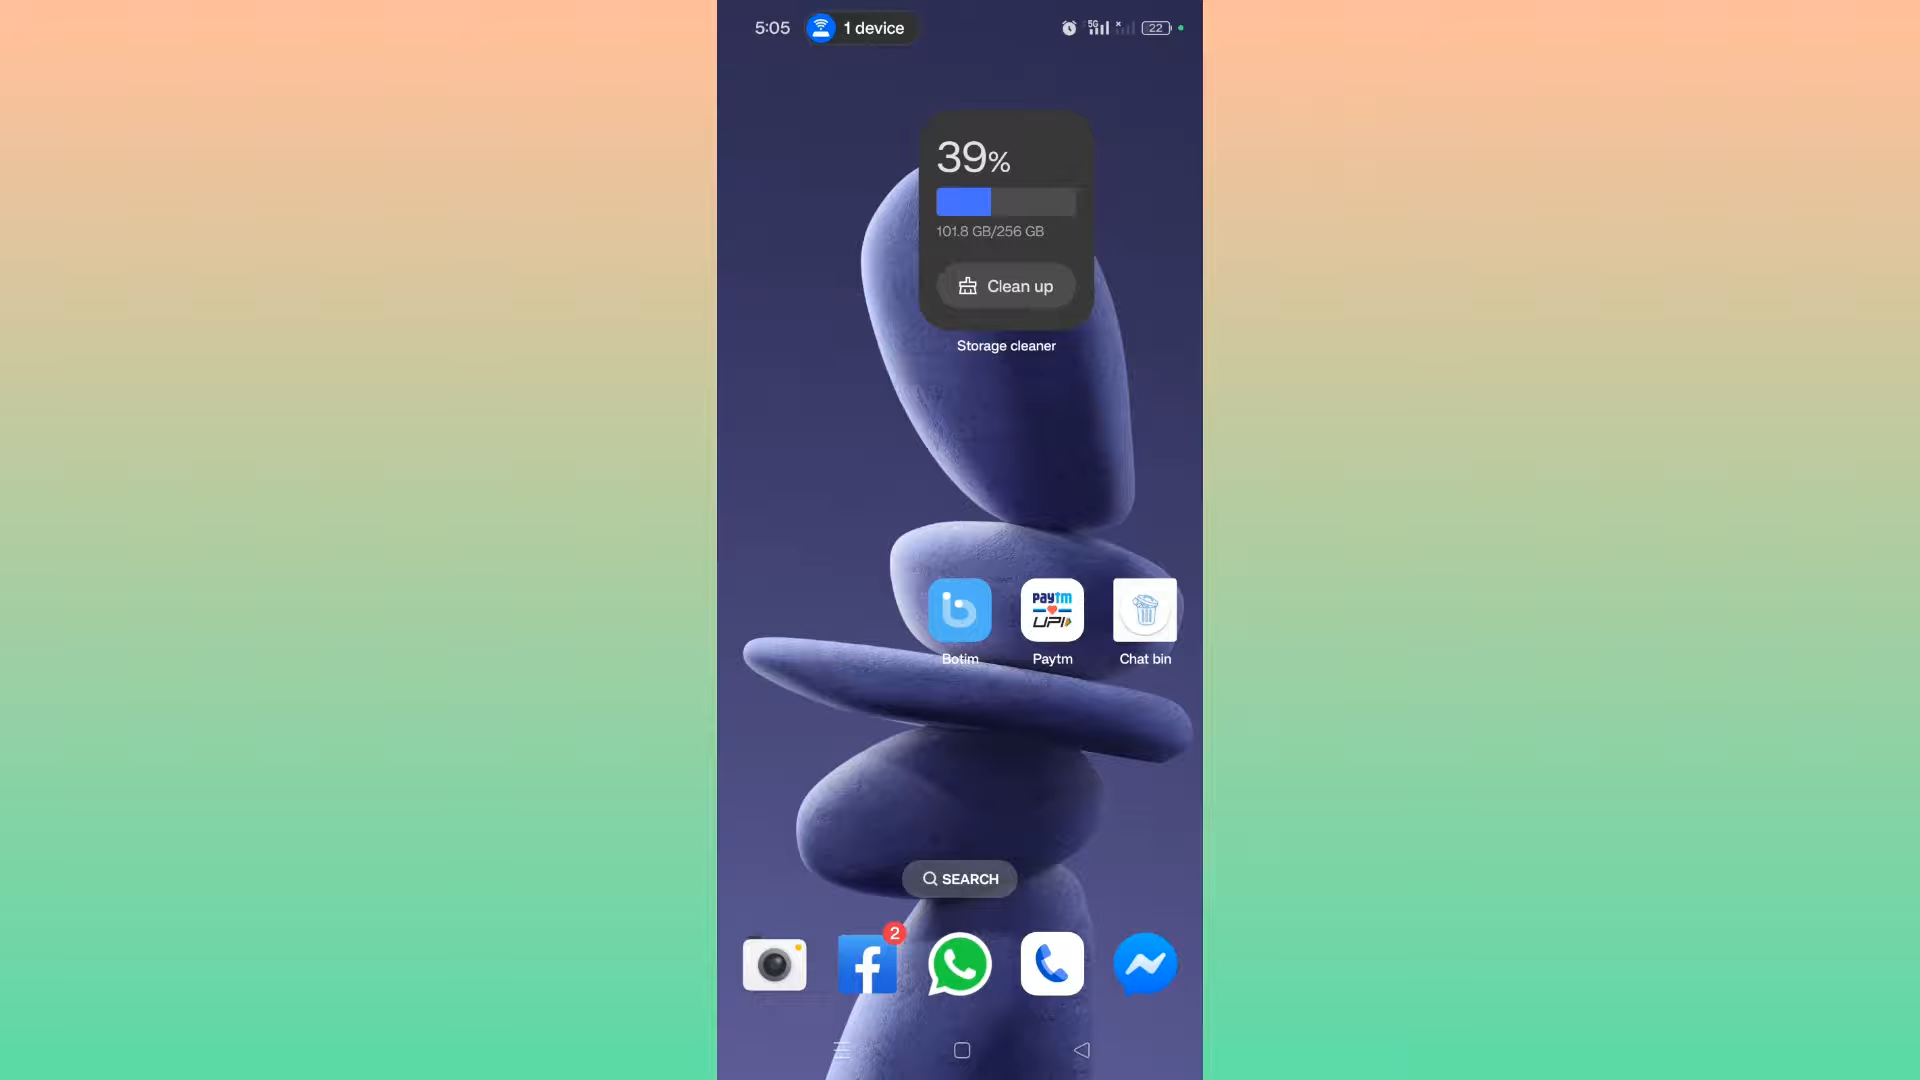 5:05
1 device
5G
22
39%
101.8 GB/256 GB
Clean up
Storage cleaner
paytm
UPI
Botim
Paytm
Chat bin
SEARCH
2